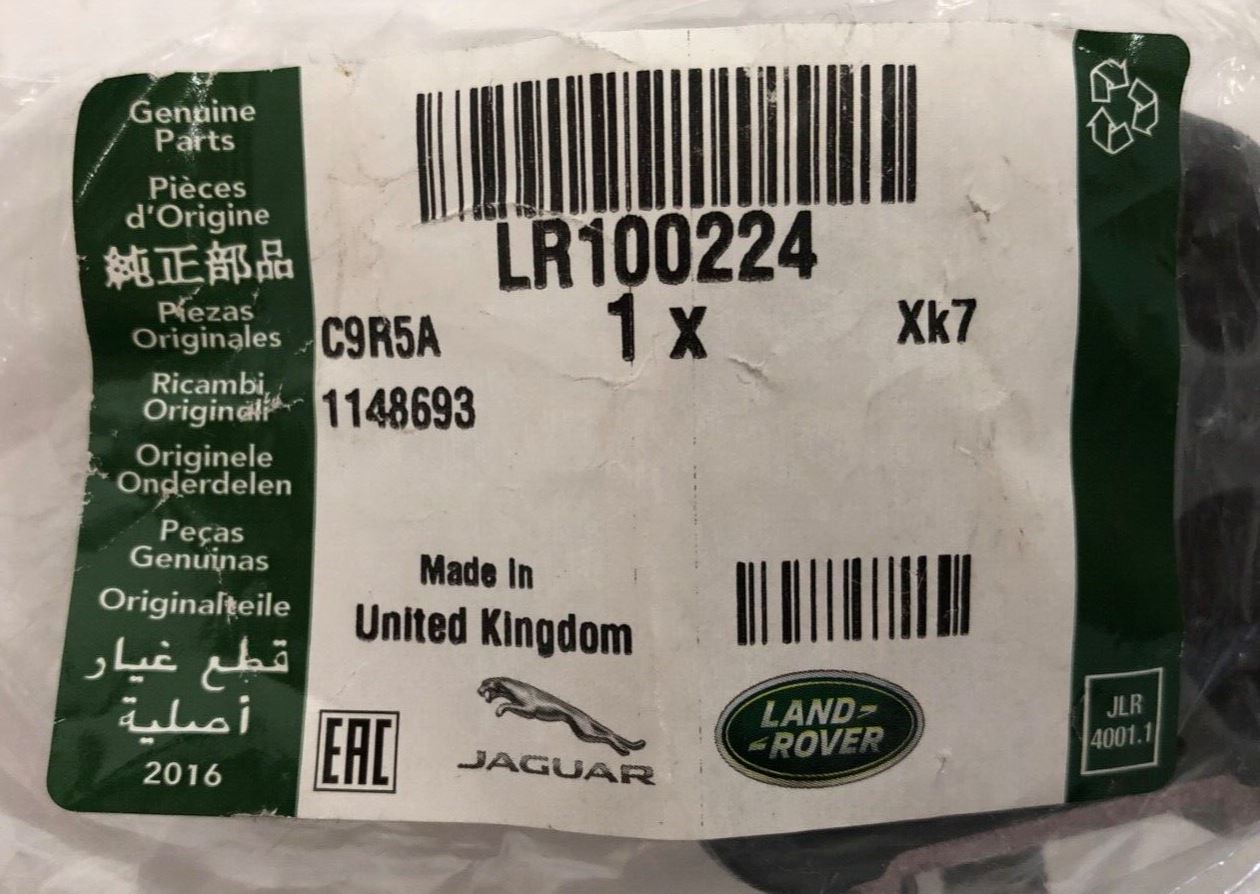 Genuine
Parts
Pièces
d'Origine
純正部品
Piezas
Originales
Ricambi
Originali
Originele
Onderdelen
Peças
Genuinas
Originalteile
قطع غيار
أصلية
2016
LR100224
1 x
Xk7
C9R5A
1148693
Made in
United Kingdom
EAC
JAGUAR
LAND-
-ROVER
JLR
4001.1